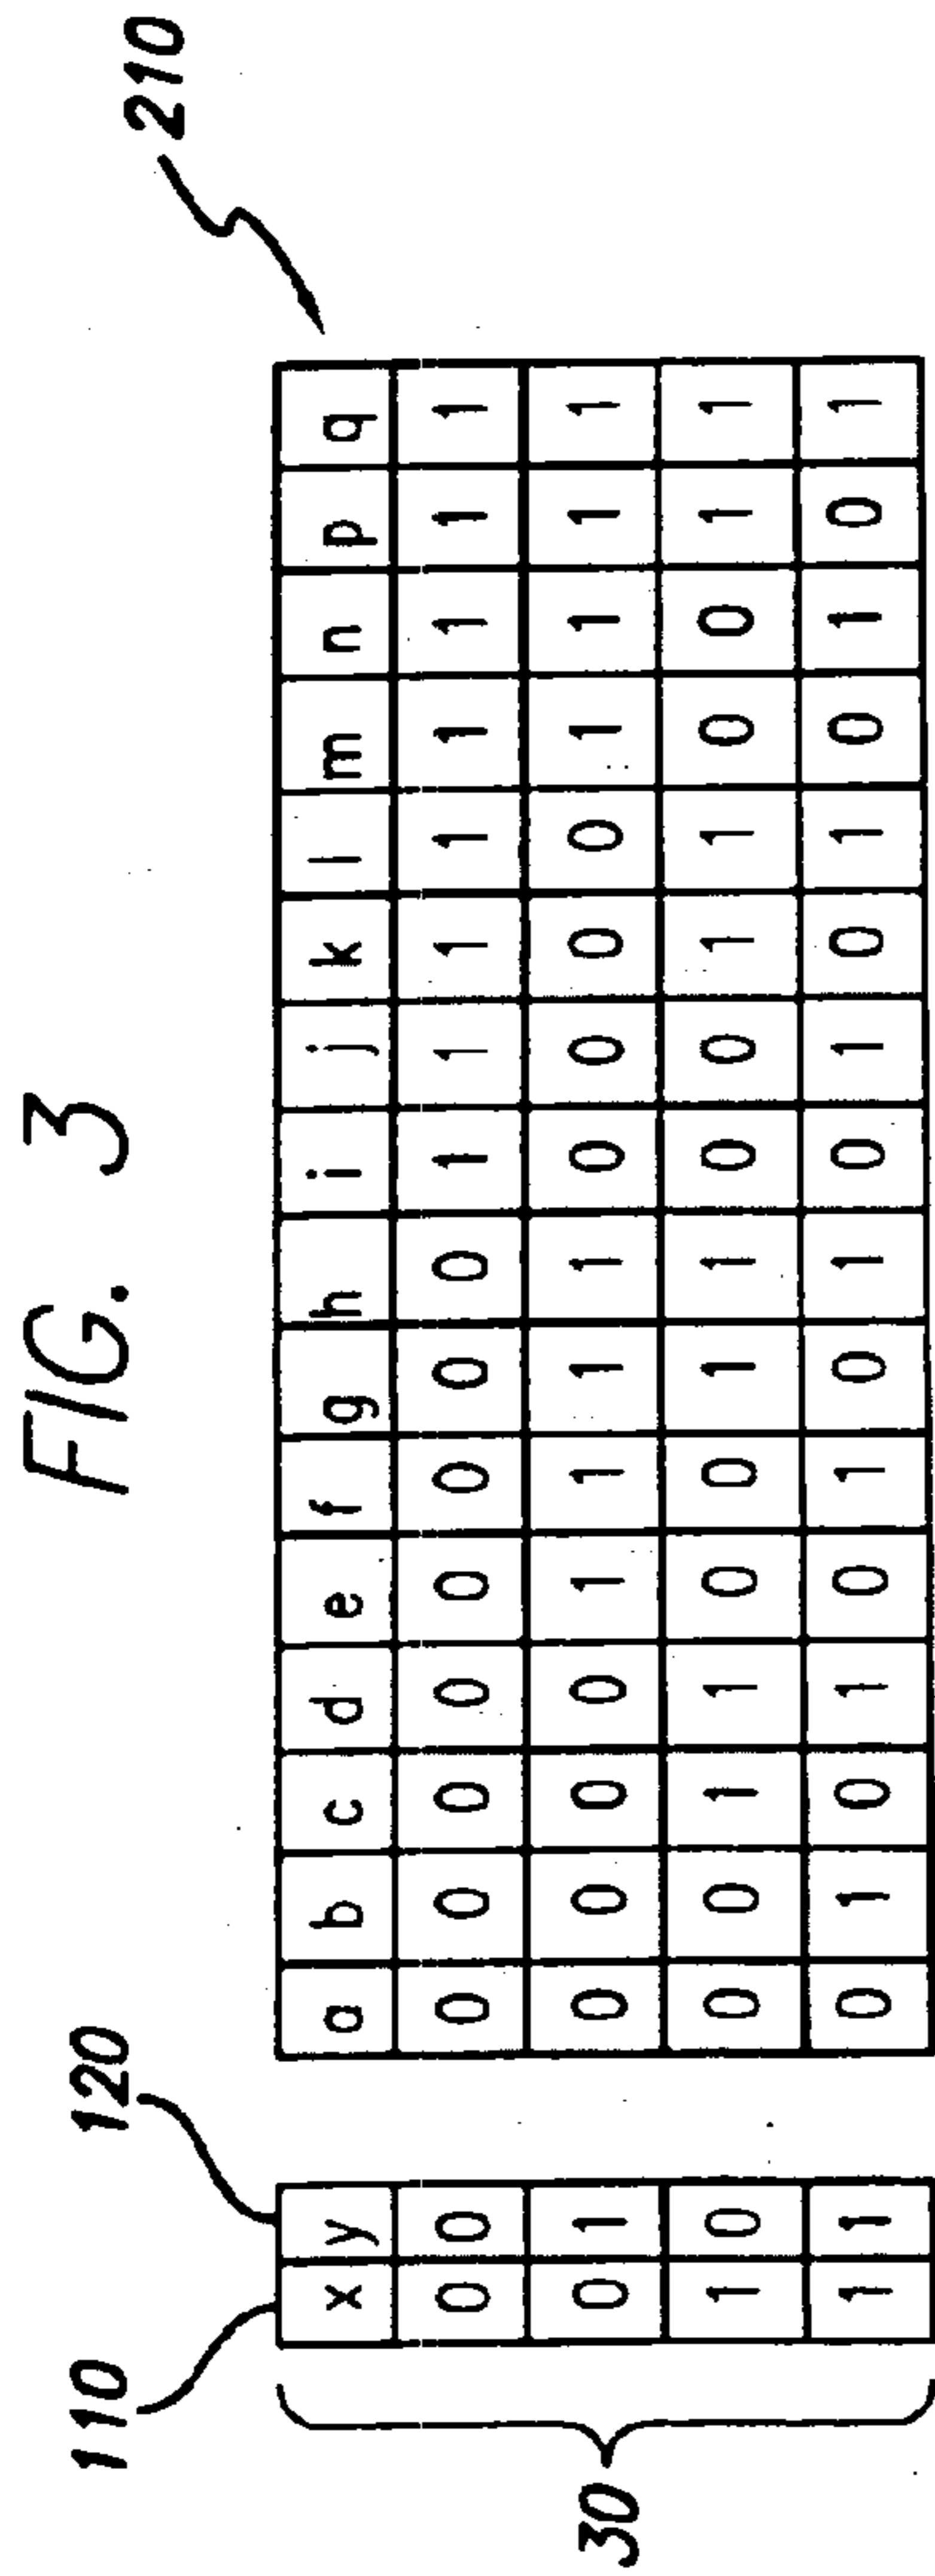 FIG. 3
110 120 210
x y a b c d e f g h i j k l m n p q
0 0 0 0 0 0 0 0 0 0 1 1 1 1 1 1 1 1
0 1 0 0 0 0 1 1 1 1 0 0 0 0 1 1 1 1
1 0 0 0 1 1 0 0 1 1 0 0 1 1 0 0 1 1
1 1 0 1 0 1 0 1 0 1 0 1 0 1 0 1 0 1
30